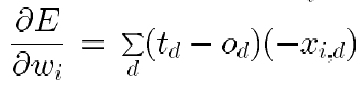 ∂E/∂w_i = Σ_d (t_d − o_d)(−x_{i,d})